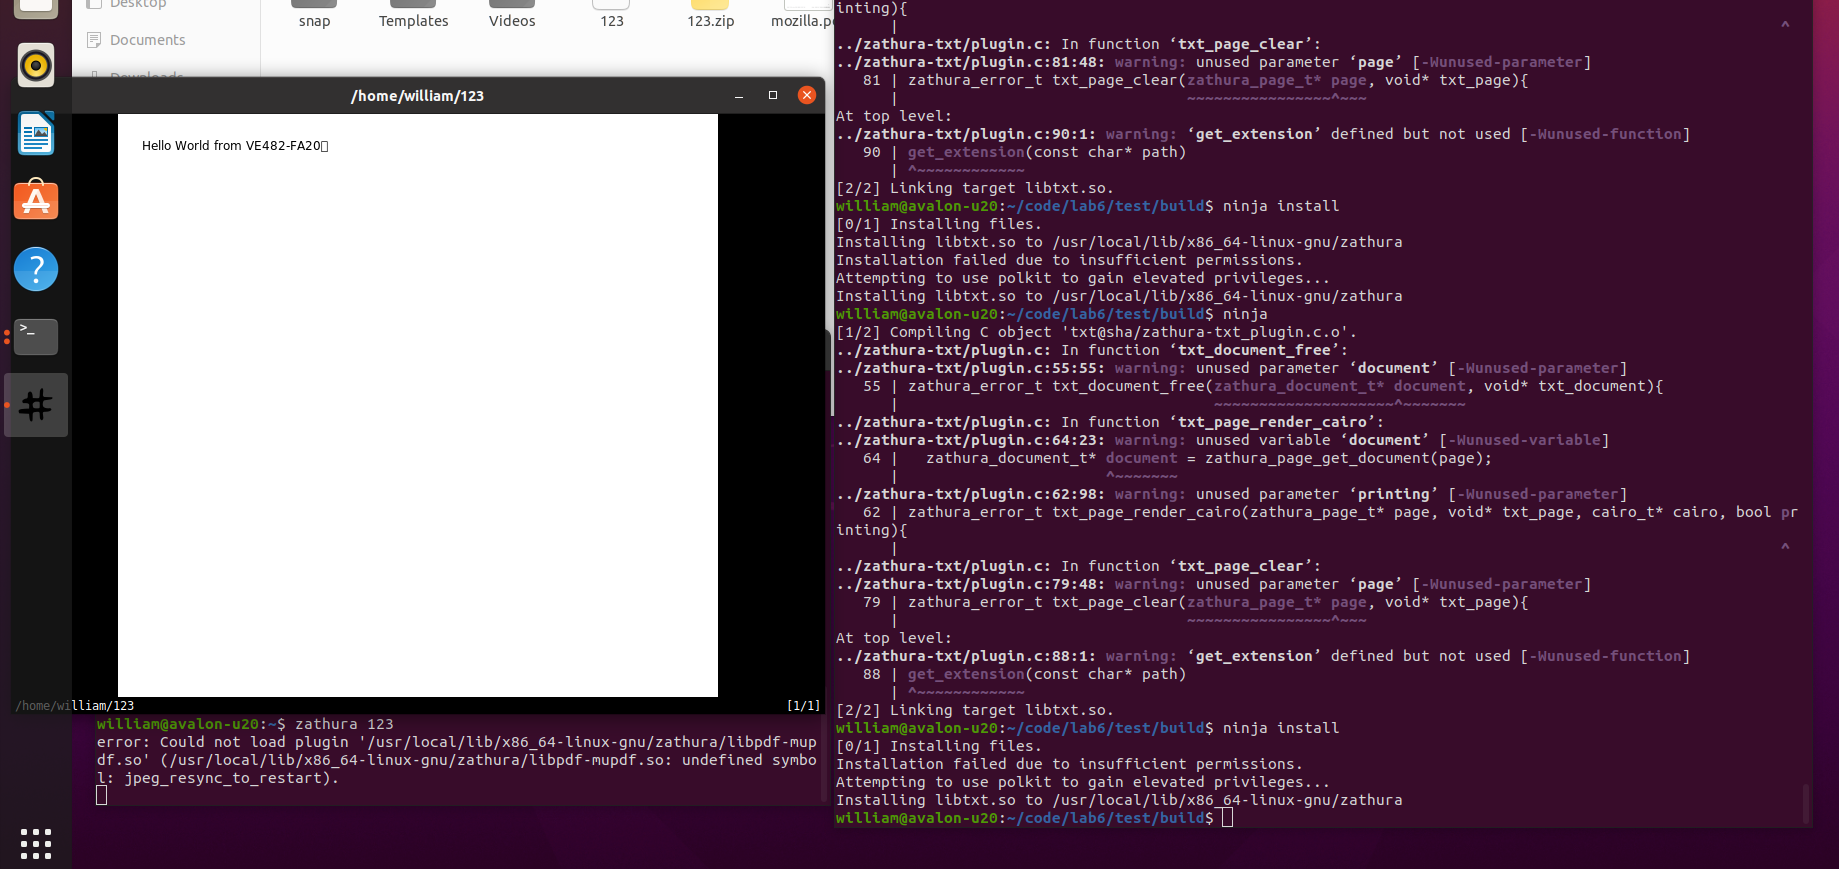 Desktop
Documents
Downloads
snap
Templates
Videos
123
123.zip
/home/william/123
Hello World from VE482-FA20▯
/home/william/123
[1/1]
william@avalon-u20:~$ zathura 123
error: Could not load plugin '/usr/local/lib/x86_64-linux-gnu/zathura/libpdf-mup
df.so' (/usr/local/lib/x86_64-linux-gnu/zathura/libpdf-mupdf.so: undefined symbo
l: jpeg_resync_to_restart).
inting){
| ^
../zathura-txt/plugin.c: In function ‘txt_page_clear’:
../zathura-txt/plugin.c:81:48: warning: unused parameter ‘page’ [-Wunused-parameter]
81 | zathura_error_t txt_page_clear(zathura_page_t* page, void* txt_page){
| ~~~~~~~~~~~~~~~~^~~~
At top level:
../zathura-txt/plugin.c:90:1: warning: ‘get_extension’ defined but not used [-Wunused-function]
90 | get_extension(const char* path)
| ^~~~~~~~~~~~~
[2/2] Linking target libtxt.so.
william@avalon-u20:~/code/lab6/test/build$ ninja install
[0/1] Installing files.
Installing libtxt.so to /usr/local/lib/x86_64-linux-gnu/zathura
Installation failed due to insufficient permissions.
Attempting to use polkit to gain elevated privileges...
Installing libtxt.so to /usr/local/lib/x86_64-linux-gnu/zathura
william@avalon-u20:~/code/lab6/test/build$ ninja
[1/2] Compiling C object 'txt@sha/zathura-txt_plugin.c.o'.
../zathura-txt/plugin.c: In function ‘txt_document_free’:
../zathura-txt/plugin.c:55:55: warning: unused parameter ‘document’ [-Wunused-parameter]
55 | zathura_error_t txt_document_free(zathura_document_t* document, void* txt_document){
| ~~~~~~~~~~~~~~~~~~~~^~~~~~~~
../zathura-txt/plugin.c: In function ‘txt_page_render_cairo’:
../zathura-txt/plugin.c:64:23: warning: unused variable ‘document’ [-Wunused-variable]
64 | zathura_document_t* document = zathura_page_get_document(page);
| ^~~~~~~~
../zathura-txt/plugin.c:62:98: warning: unused parameter ‘printing’ [-Wunused-parameter]
62 | zathura_error_t txt_page_render_cairo(zathura_page_t* page, void* txt_page, cairo_t* cairo, bool pr
inting){
| ^
../zathura-txt/plugin.c: In function ‘txt_page_clear’:
../zathura-txt/plugin.c:79:48: warning: unused parameter ‘page’ [-Wunused-parameter]
79 | zathura_error_t txt_page_clear(zathura_page_t* page, void* txt_page){
| ~~~~~~~~~~~~~~~~^~~~
At top level:
../zathura-txt/plugin.c:88:1: warning: ‘get_extension’ defined but not used [-Wunused-function]
88 | get_extension(const char* path)
| ^~~~~~~~~~~~~
[2/2] Linking target libtxt.so.
william@avalon-u20:~/code/lab6/test/build$ ninja install
[0/1] Installing files.
Installation failed due to insufficient permissions.
Attempting to use polkit to gain elevated privileges...
Installing libtxt.so to /usr/local/lib/x86_64-linux-gnu/zathura
william@avalon-u20:~/code/lab6/test/build$